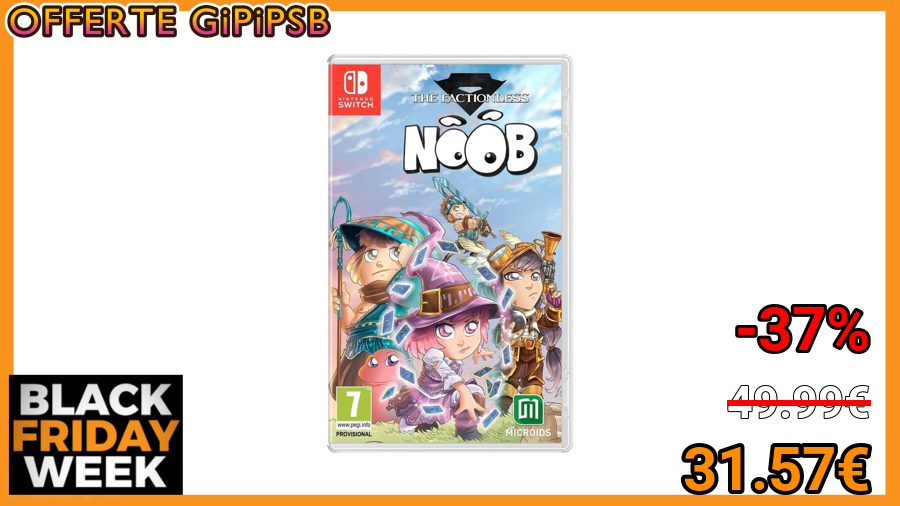 OFFERTE GiPiPSB
NINTENDO
SWITCH
THE FACTIONLESS
NOOB
7
www.pegi.info
PROVISIONAL
MICROIDS
-37%
49.99€
31.57€
BLACK
FRIDAY
WEEK